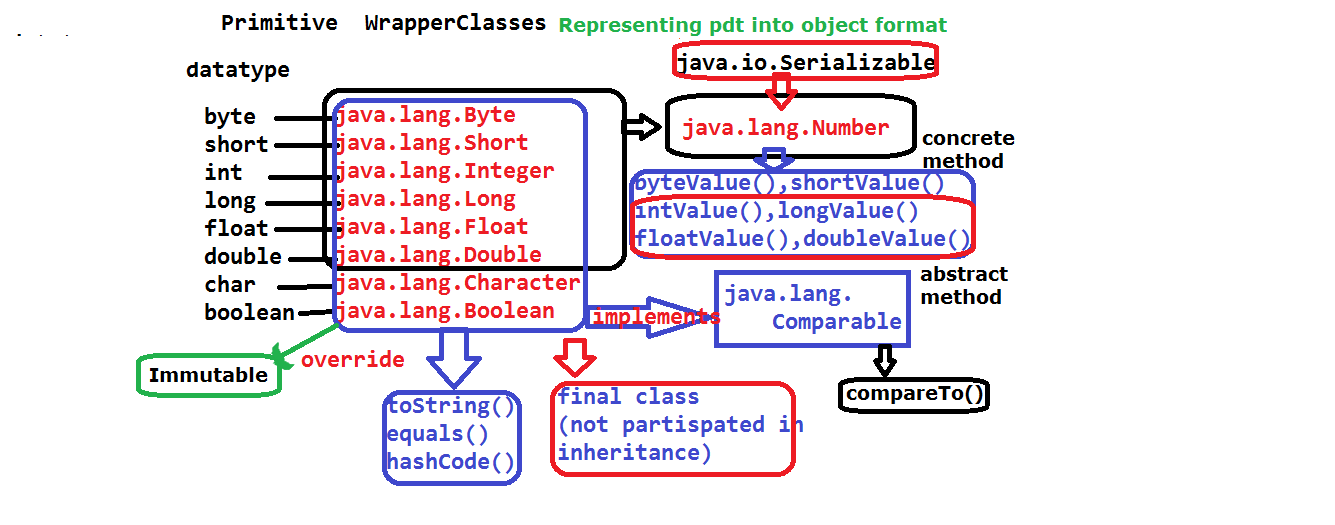 Primitive WrapperClasses Representing pdt into object format
java.io.Serializable
datatype
byte java.lang.Byte
short java.lang.Short
int java.lang.Integer
long java.lang.Long
float java.lang.Float
double java.lang.Double
char java.lang.Character
boolean java.lang.Boolean
java.lang.Number
concrete
method
byteValue(),shortValue()
intValue(),longValue()
floatValue(),doubleValue()
abstract
method
implements
java.lang.
Comparable
compareTo()
override
Immutable
toString()
equals()
hashCode()
final class
(not partispated in
inheritance)